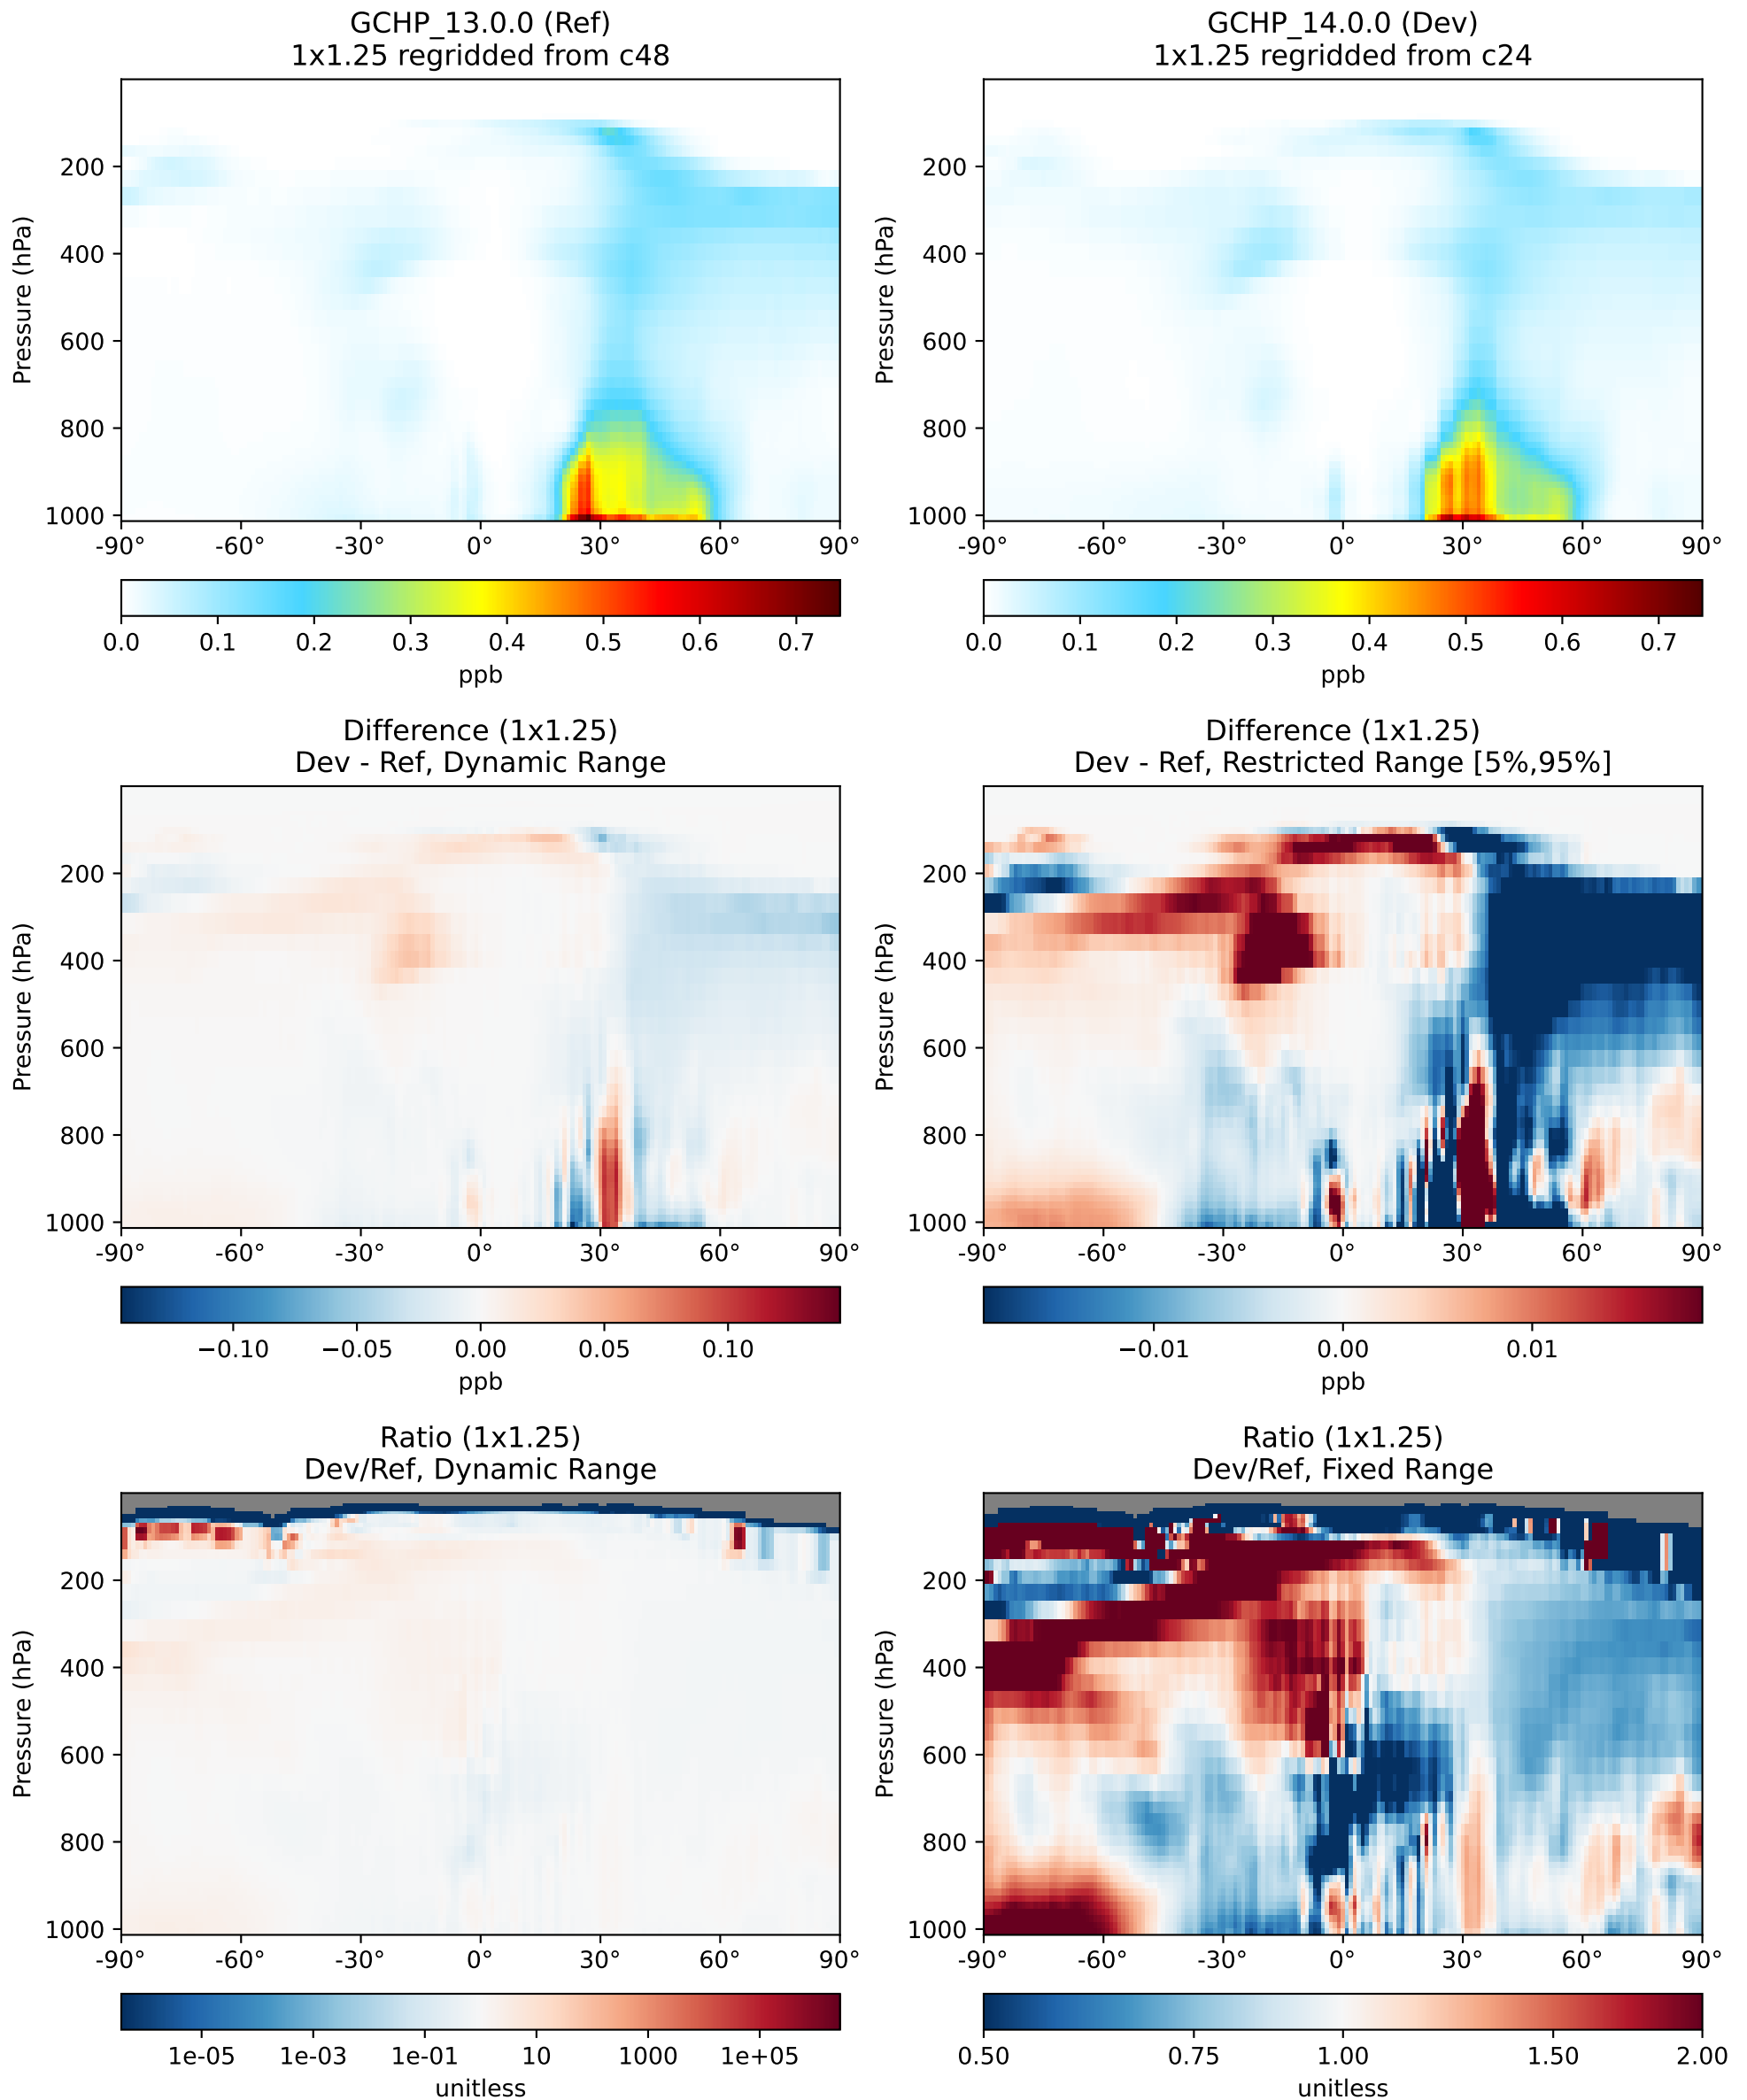 GCHP_13.0.0 (Ref)
1x1.25 regridded from c48
Pressure (hPa)
200
400
600
800
1000
-90° -60° -30° 0° 30° 60° 90°
0.0 0.1 0.2 0.3 0.4 0.5 0.6 0.7
ppb
GCHP_14.0.0 (Dev)
1x1.25 regridded from c24
Pressure (hPa)
200
400
600
800
1000
-90° -60° -30° 0° 30° 60° 90°
0.0 0.1 0.2 0.3 0.4 0.5 0.6 0.7
ppb
Difference (1x1.25)
Dev - Ref, Dynamic Range
Pressure (hPa)
200
400
600
800
1000
-90° -60° -30° 0° 30° 60° 90°
−0.10 −0.05 0.00 0.05 0.10
ppb
Difference (1x1.25)
Dev - Ref, Restricted Range [5%,95%]
Pressure (hPa)
200
400
600
800
1000
-90° -60° -30° 0° 30° 60° 90°
−0.01 0.00 0.01
ppb
Ratio (1x1.25)
Dev/Ref, Dynamic Range
Pressure (hPa)
200
400
600
800
1000
-90° -60° -30° 0° 30° 60° 90°
1e-05 1e-03 1e-01 10 1000 1e+05
unitless
Ratio (1x1.25)
Dev/Ref, Fixed Range
Pressure (hPa)
200
400
600
800
1000
-90° -60° -30° 0° 30° 60° 90°
0.50 0.75 1.00 1.50 2.00
unitless